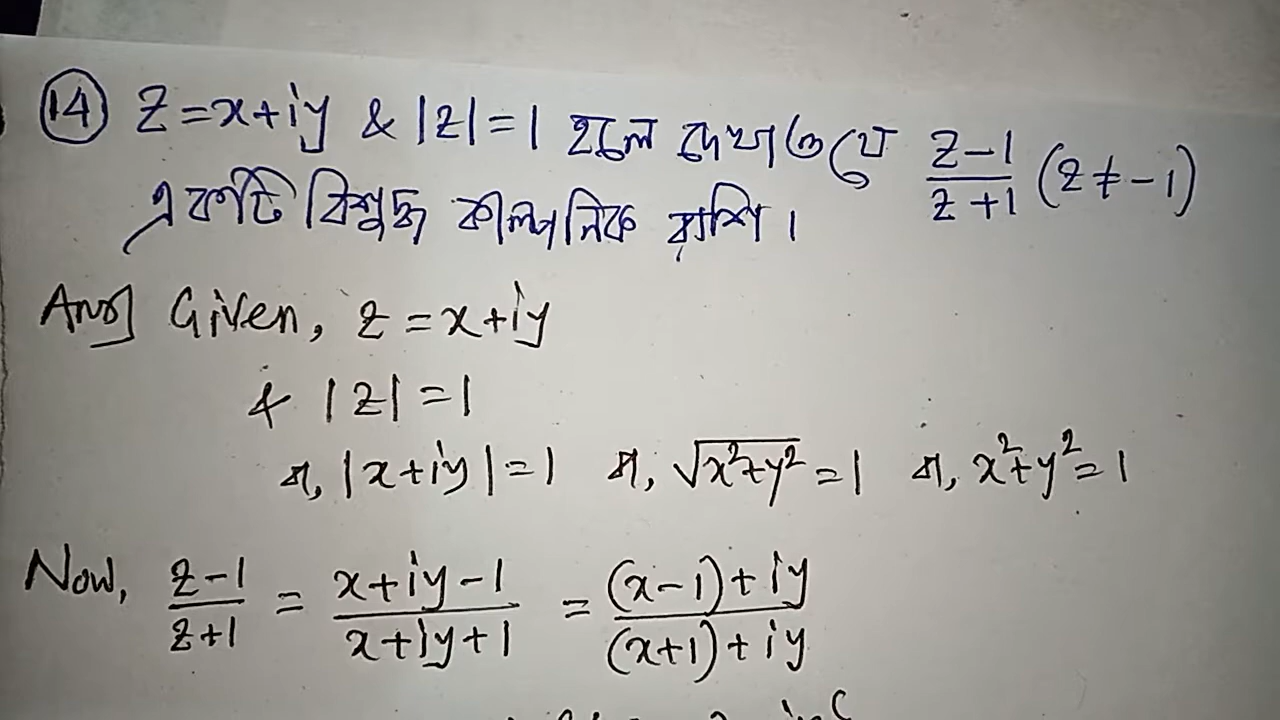 (14) Z=x+iy & |z|=1 হলে দেখাও যে (z-1)/(z+1) (z≠-1)
একটি বিশুদ্ধ কাল্পনিক রাশি।
Ans] Given, z=x+iy
& |z|=1
বা, |x+iy|=1 বা, √(x²+y²)=1 বা, x²+y²=1
Now, (z-1)/(z+1) = (x+iy-1)/(x+iy+1) = ((x-1)+iy)/((x+1)+iy)